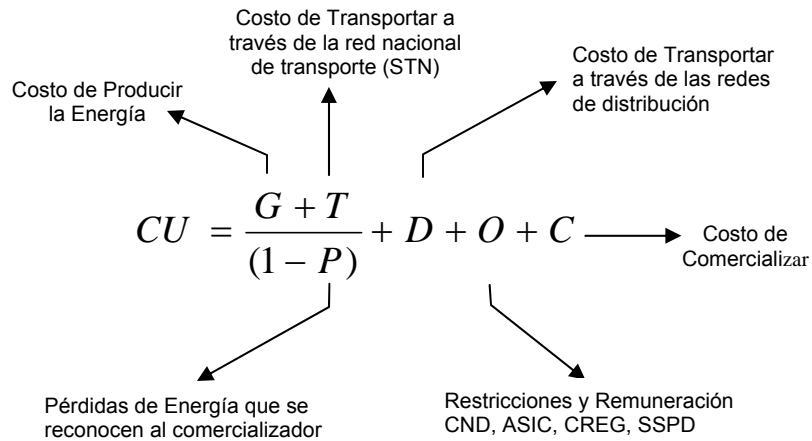 Costo de Transportar a
través de la red nacional
de transporte (STN)
Costo de Transportar
a través de las redes
de distribución
Costo de Producir
la Energía
CU = \frac{G + T}{(1 - P)} + D + O + C
Costo de
Comercializar
Pérdidas de Energía que se
reconocen al comercializador
Restricciones y Remuneración
CND, ASIC, CREG, SSPD